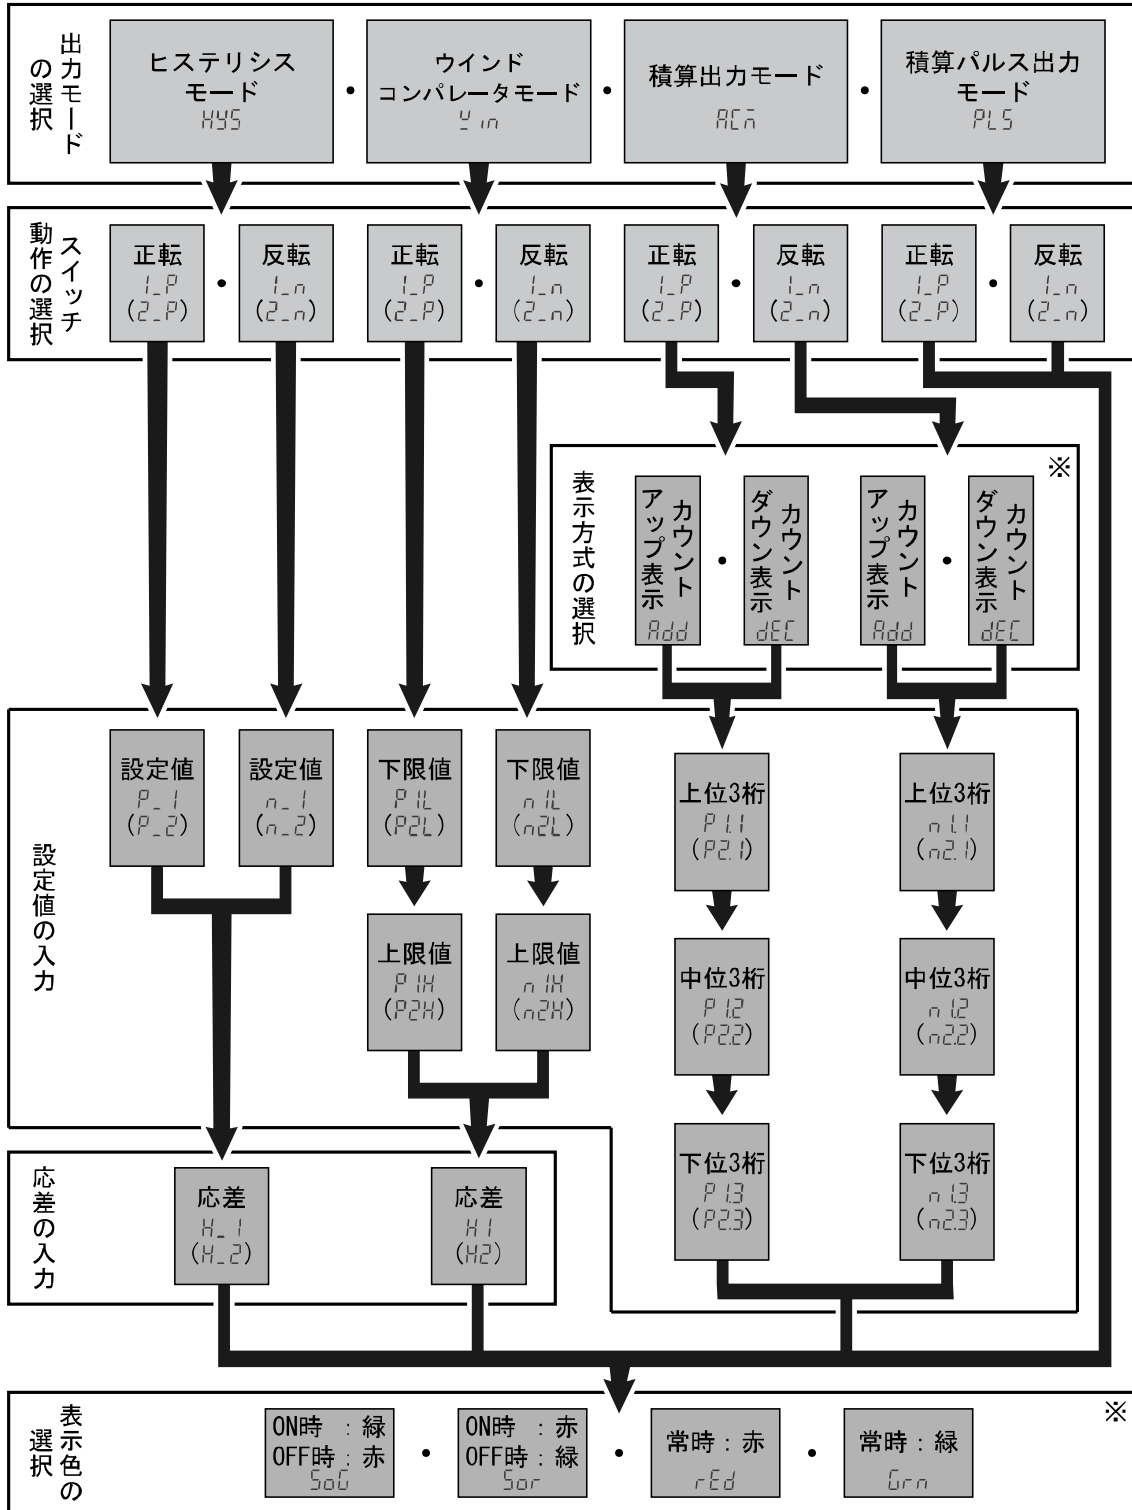 出力モードの選択
ヒステリシス
モード
HYS
・
ウインド
コンパレータモード
・
積算出力モード
・
積算パルス出力
モード
PLS
スイッチ
動作の選択
正転
1_P
(2_P)
・
反転
1_n
(2_n)
正転
1_P
(2_P)
・
反転
1_n
(2_n)
正転
1_P
(2_P)
・
反転
1_n
(2_n)
正転
1_P
(2_P)
・
反転
1_n
(2_n)
表示方式の選択
※
カウント
アップ表示
Add
・
カウント
ダウン表示
dEC
カウント
アップ表示
Add
・
カウント
ダウン表示
dEC
設定値の入力
設定値
P_1
(P_2)
設定値
n_1
(n_2)
下限値
P1L
(P2L)
下限値
n1L
(n2L)
上限値
P1H
(P2H)
上限値
n1H
(n2H)
上位3桁
P1.1
(P2.1)
上位3桁
n1.1
(n2.1)
中位3桁
P1.2
(P2.2)
中位3桁
n1.2
(n2.2)
下位3桁
P1.3
(P2.3)
下位3桁
n1.3
(n2.3)
応差の入力
応差
H_1
(H_2)
応差
H1
(H2)
表示色の
選択
※
ON時 : 緑
OFF時 : 赤
SoG
・
ON時 : 赤
OFF時 : 緑
Sor
・
常時 : 赤
rEd
・
常時 : 緑
Grn